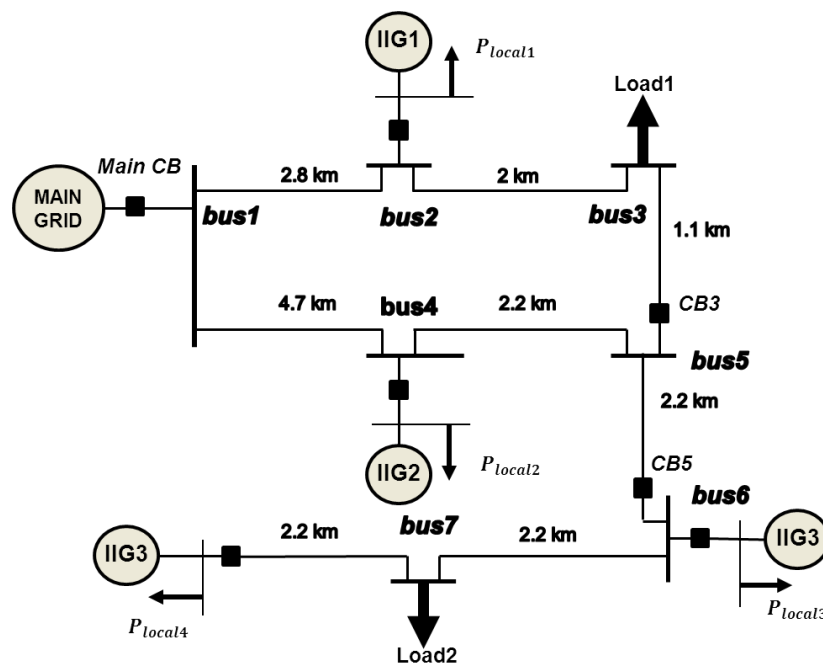 IIG1
P_local1
Load1
Main CB
2.8 km
2 km
MAIN
GRID
bus1
bus2
bus3
1.1 km
4.7 km
bus4
2.2 km
CB3
bus5
2.2 km
IIG2
P_local2
CB5
bus6
bus7
2.2 km
2.2 km
IIG3
IIG3
P_local4
P_local3
Load2